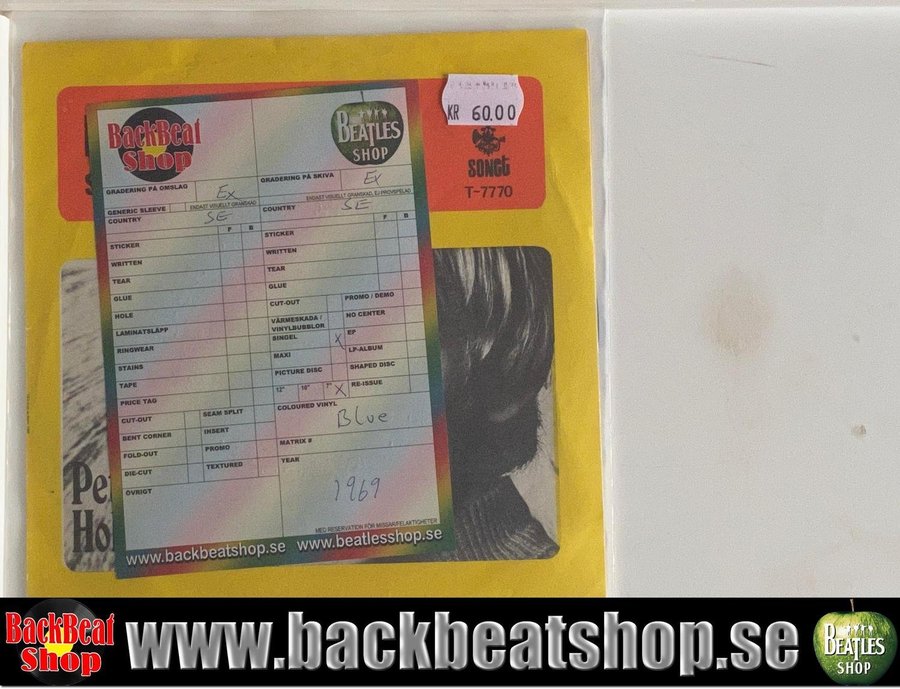 KR 60.00
SONET
T-7770
BackBeat
Shop
BEATLES
SHOP
GRADERING PÅ OMSLAG
Ex
GRADERING PÅ SKIVA
Ex
ENDAST VISUELLT GRANSKAD
ENDAST VISUELLT GRANSKAD, EJ PROVSPELAD
GENERIC SLEEVE
COUNTRY
SE
COUNTRY
SE
F B
F B
STICKER
WRITTEN
TEAR
GLUE
HOLE
LAMINATSLÄPP
RINGWEAR
STAINS
TAPE
PRICE TAG
CUT-OUT
SEAM SPLIT
BENT CORNER
INSERT
FOLD-OUT
PROMO
DIE-CUT
TEXTURED
ÖVRIGT
STICKER
WRITTEN
TEAR
GLUE
CUT-OUT
PROMO / DEMO
VÄRMESKADA /
VINYLBUBBLOR
NO CENTER
SINGEL X
EP
MAXI
LP-ALBUM
PICTURE DISC
SHAPED DISC
12" 10" 7" X
RE-ISSUE
COLOURED VINYL
Blue
MATRIX #
YEAR
1969
MED RESERVATION FÖR MISSAR/FELAKTIGHETER
www.backbeatshop.se www.beatlesshop.se
Ho
BackBeat
Shop
www.backbeatshop.se
BEATLES
SHOP